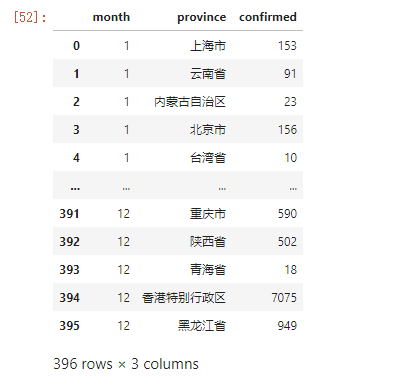 [52]:
month province confirmed
0 1 上海市 153
1 1 云南省 91
2 1 内蒙古自治区 23
3 1 北京市 156
4 1 台湾省 10
... ... ... ...
391 12 重庆市 590
392 12 陕西省 502
393 12 青海省 18
394 12 香港特别行政区 7075
395 12 黑龙江省 949
396 rows × 3 columns